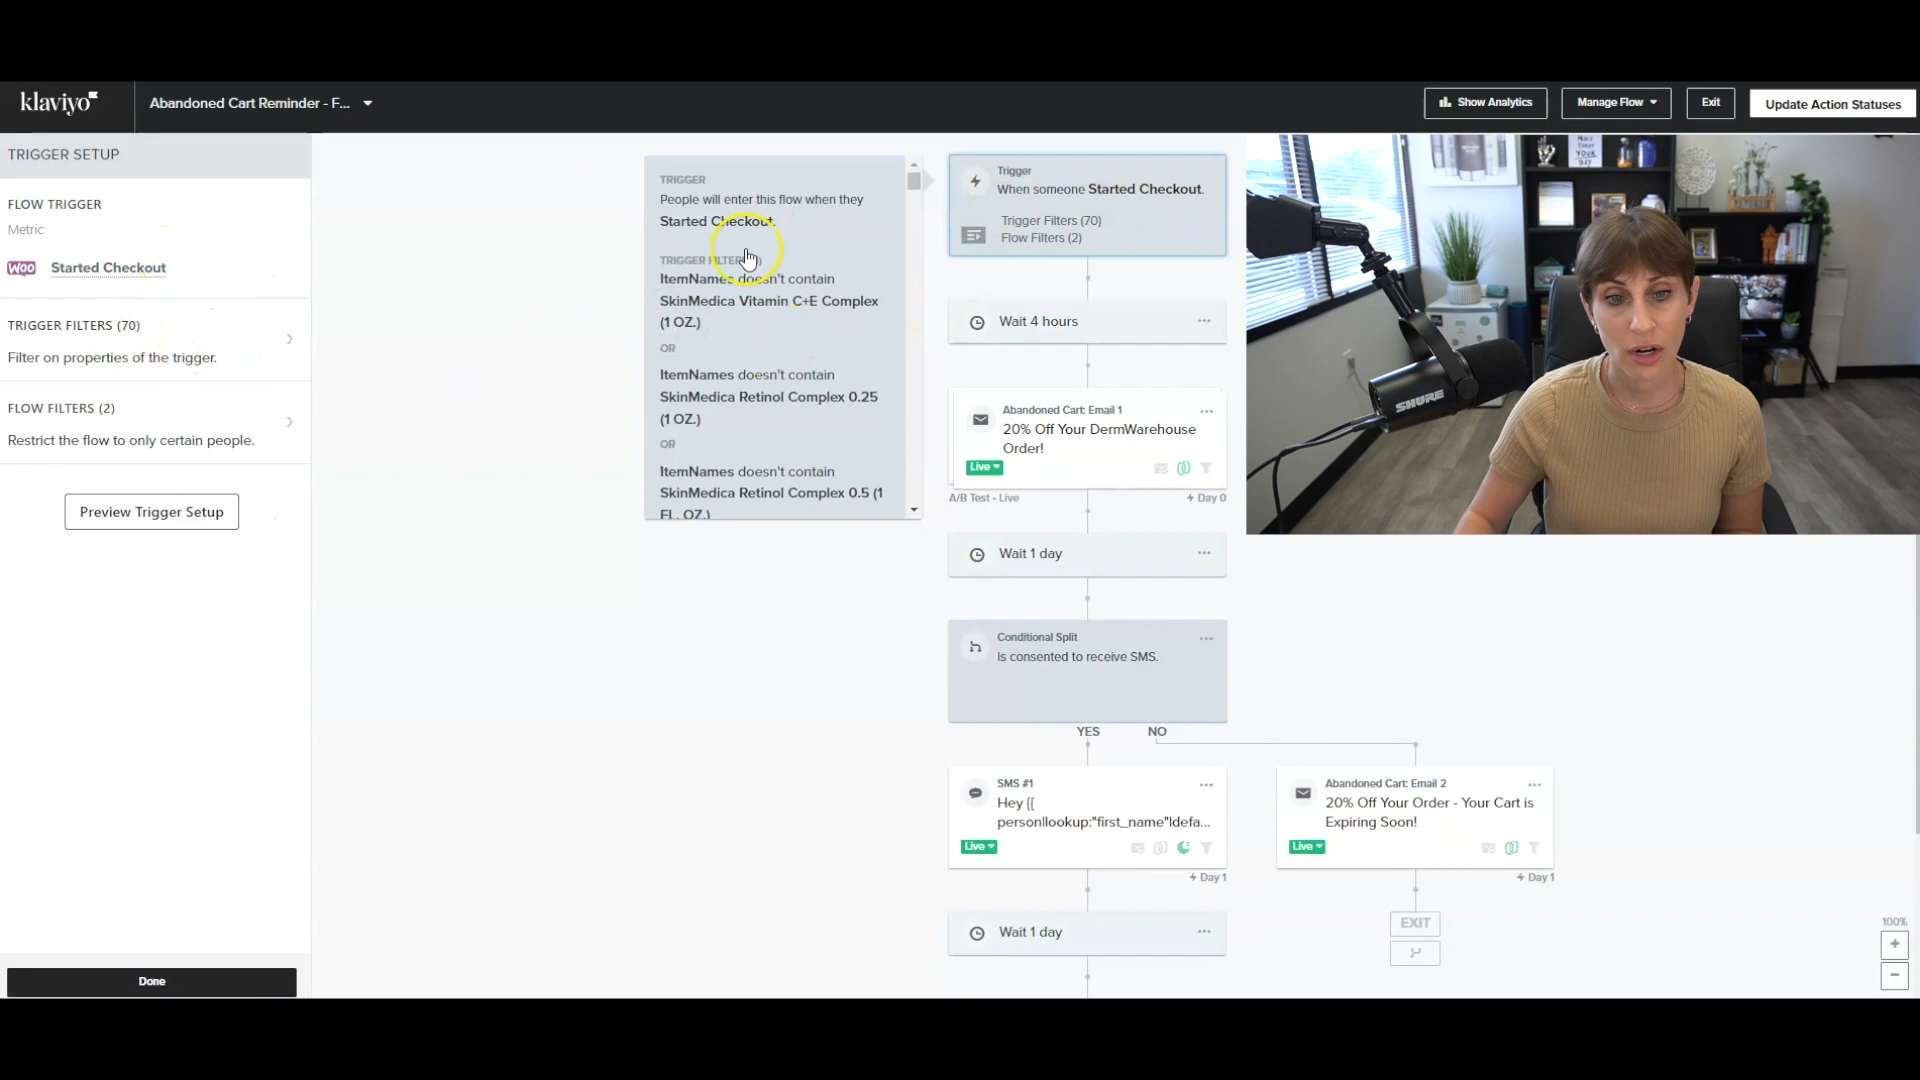 klaviyo
Abandoned Cart Reminder - F...
Show Analytics
Manage Flow
Exit
Update Action Statuses
TRIGGER SETUP
FLOW TRIGGER
Metric
WOO Started Checkout
TRIGGER FILTERS (70)
Filter on properties of the trigger.
FLOW FILTERS (2)
Restrict the flow to only certain people.
Preview Trigger Setup
Done
TRIGGER
People will enter this flow when they
Started Checkout.
ItemNames doesn't contain
SkinMedica Vitamin C+E Complex
(1 OZ.)
OR
ItemNames doesn't contain
SkinMedica Retinol Complex 0.25
(1 OZ.)
OR
ItemNames doesn't contain
SkinMedica Retinol Complex 0.5 (1
FL. OZ.)
Trigger
When someone Started Checkout.
Trigger Filters (70)
Flow Filters (2)
Wait 4 hours
Abandoned Cart: Email 1
20% Off Your DermWarehouse
Order!
Live
A/B Test • Live
Day 0
Wait 1 day
Conditional Split
Is consented to receive SMS.
YES
NO
SMS #1
Hey {{
person|lookup:"first_name"|defa...
Live
Day 1
Abandoned Cart: Email 2
20% Off Your Order - Your Cart is
Expiring Soon!
Live
Day 1
EXIT
Wait 1 day
100%
SHURE